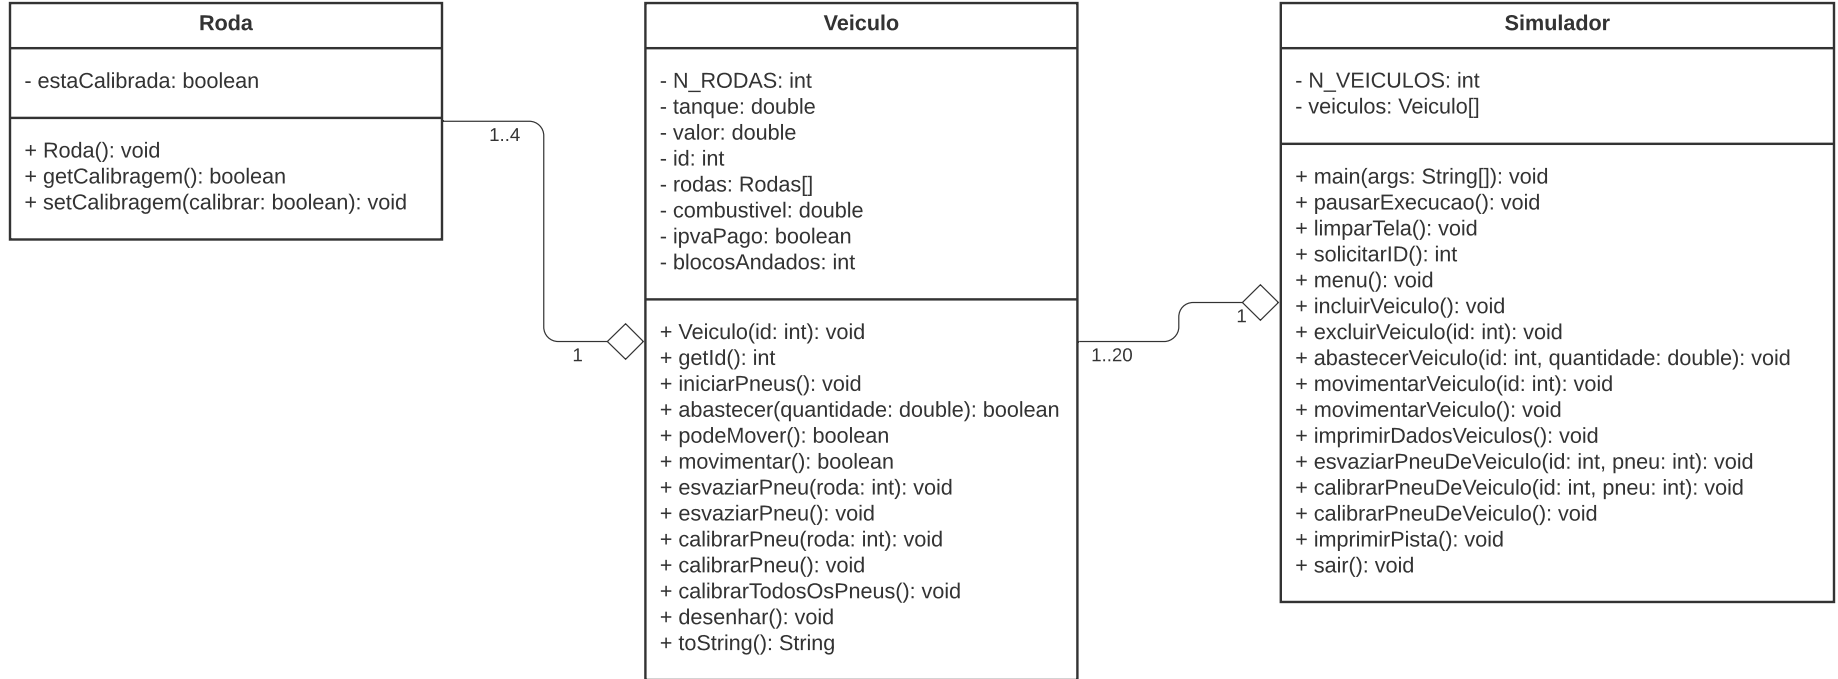 Roda
- estaCalibrada: boolean
+ Roda(): void
+ getCalibragem(): boolean
+ setCalibragem(calibrar: boolean): void
1..4
1
Veiculo
- N_RODAS: int
- tanque: double
- valor: double
- id: int
- rodas: Rodas[]
- combustivel: double
- ipvaPago: boolean
- blocosAndados: int
+ Veiculo(id: int): void
+ getId(): int
+ iniciarPneus(): void
+ abastecer(quantidade: double): boolean
+ podeMover(): boolean
+ movimentar(): boolean
+ esvaziarPneu(roda: int): void
+ esvaziarPneu(): void
+ calibrarPneu(roda: int): void
+ calibrarPneu(): void
+ calibrarTodosOsPneus(): void
+ desenhar(): void
+ toString(): String
1..20
1
Simulador
- N_VEICULOS: int
- veiculos: Veiculo[]
+ main(args: String[]): void
+ pausarExecucao(): void
+ limparTela(): void
+ solicitarID(): int
+ menu(): void
+ incluirVeiculo(): void
+ excluirVeiculo(id: int): void
+ abastecerVeiculo(id: int, quantidade: double): void
+ movimentarVeiculo(id: int): void
+ movimentarVeiculo(): void
+ imprimirDadosVeiculos(): void
+ esvaziarPneuDeVeiculo(id: int, pneu: int): void
+ calibrarPneuDeVeiculo(id: int, pneu: int): void
+ calibrarPneuDeVeiculo(): void
+ imprimirPista(): void
+ sair(): void